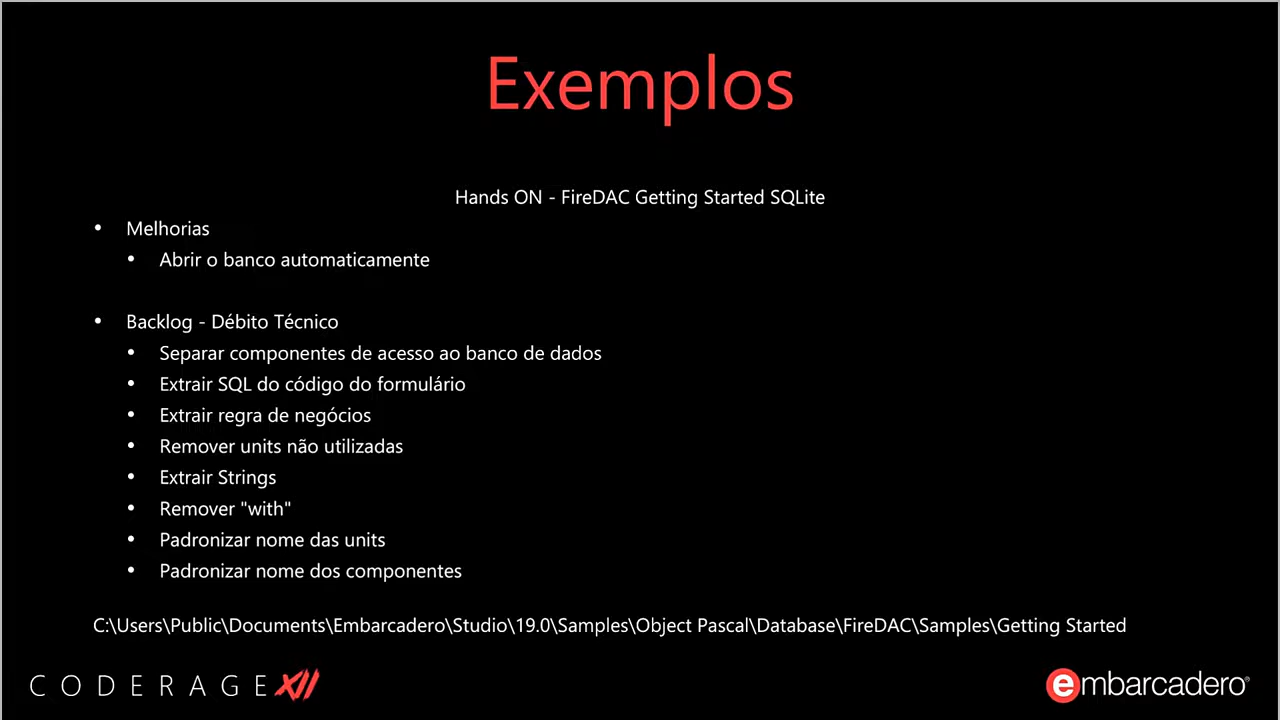 Exemplos
Hands ON - FireDAC Getting Started SQLite
• Melhorias
• Abrir o banco automaticamente
• Backlog - Débito Técnico
• Separar componentes de acesso ao banco de dados
• Extrair SQL do código do formulário
• Extrair regra de negócios
• Remover units não utilizadas
• Extrair Strings
• Remover "with"
• Padronizar nome das units
• Padronizar nome dos componentes
C:\Users\Public\Documents\Embarcadero\Studio\19.0\Samples\Object Pascal\Database\FireDAC\Samples\Getting Started
CODERAGE XII
embarcadero®